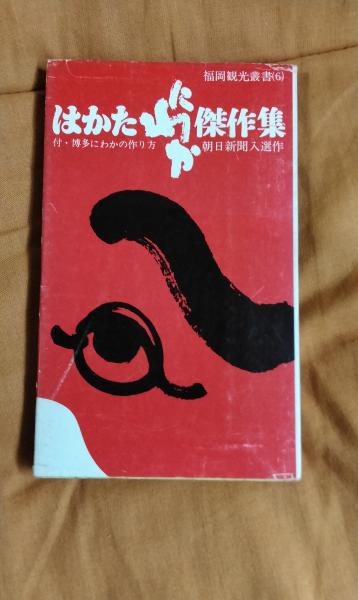 福岡観光叢書(6)
はかたにわか傑作集
付・博多にわかの作り方
朝日新聞入選作